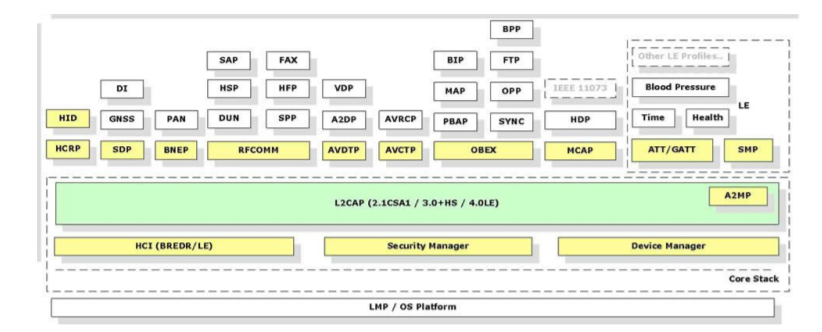 BPP
SAP FAX BIP FTP Other LE Profiles..
DI HSP HFP VDP MAP OPP IEEE 11073 Blood Pressure
LE
HID GNSS PAN DUN SPP A2DP AVRCP PBAP SYNC HDP Time Health
HCRP SDP BNEP RFCOMM AVDTP AVCTP OBEX MCAP ATT/GATT SMP
A2MP
L2CAP (2.1CSA1 / 3.0+HS / 4.0LE)
HCI (BREDR/LE) Security Manager Device Manager
Core Stack
LMP / OS Platform